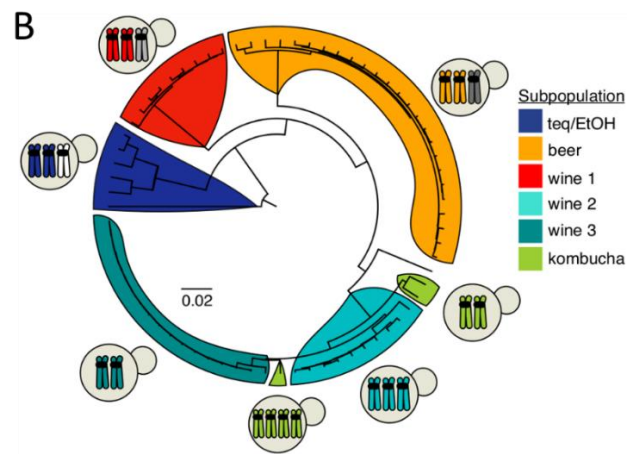 B
Subpopulation
teq/EtOH
beer
wine 1
wine 2
wine 3
kombucha
0.02